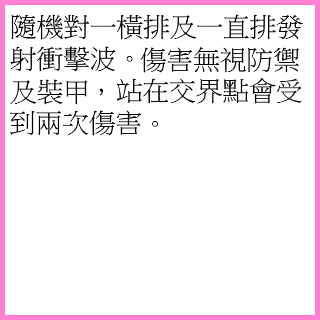 隨機對一橫排及一直排發
射衝擊波。傷害無視防禦
及裝甲，站在交界點會受
到兩次傷害。